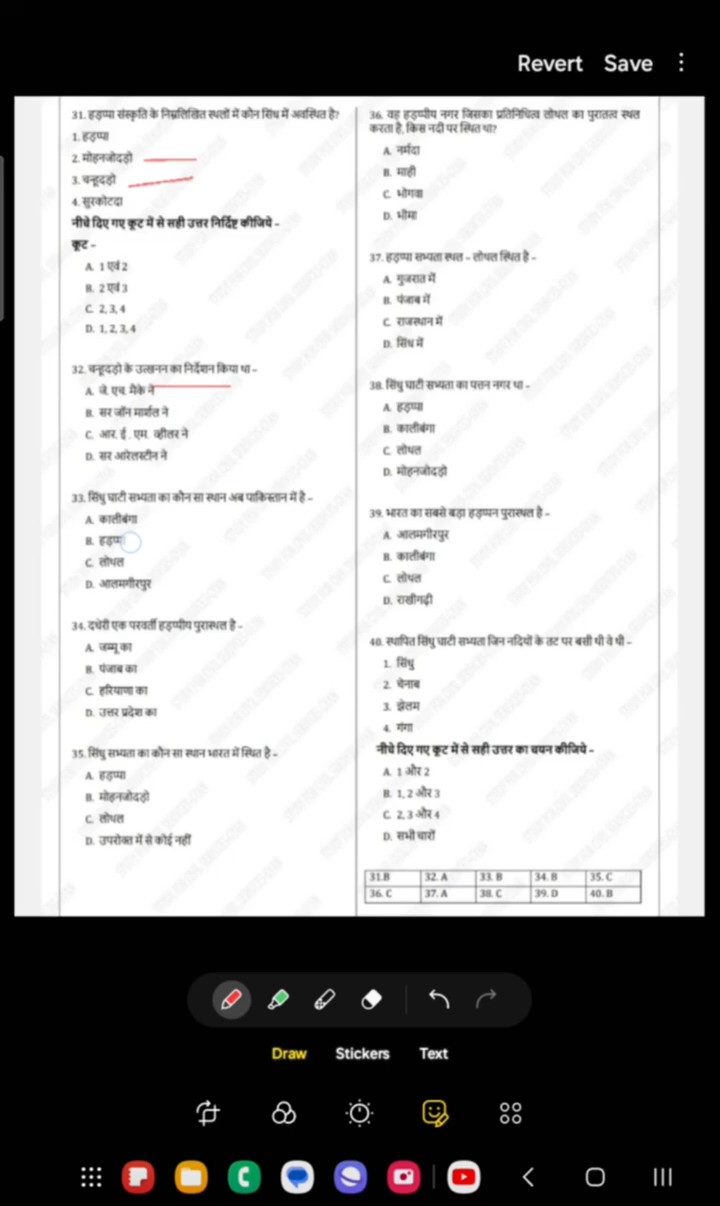 Revert Save
31. हड़प्पा संस्कृति के निम्नलिखित स्थलों में कौन सिंध में अवस्थित है?
1. हड़प्पा
2. मोहनजोदड़ो
3. चन्हूदड़ो
4. सुरकोटदा
नीचे दिए गए कूट में से सही उत्तर निर्दिष्ट कीजिये -
कूट -
A. 1 एवं 2
B. 2 एवं 3
C. 2, 3, 4
D. 1, 2, 3, 4
32. चन्हूदड़ो के उत्खनन का निर्देशन किया था -
A. जे. एच. मैके ने
B. सर जॉन मार्शल ने
C. आर. ई . एम. व्हीलर ने
D. सर आरेलस्टीन ने
33. सिंधु घाटी सभ्यता का कौन सा स्थान अब पाकिस्तान में है -
A. कालीबंगा
B. हड़प्पा
C. लोथल
D. आलमगीरपुर
34. दधेरी एक परवर्ती हड़प्पीय पुरास्थल है -
A. जम्मू का
B. पंजाब का
C. हरियाणा का
D. उत्तर प्रदेश का
35. सिंधु सभ्यता का कौन सा स्थान भारत में स्थित है -
A. हड़प्पा
B. मोहनजोदड़ो
C. लोथल
D. उपरोक्त में से कोई नहीं
36. वह हड़प्पीय नगर जिसका प्रतिनिधित्व लोथल का पुरातत्व स्थल
करता है, किस नदी पर स्थित था?
A. नर्मदा
B. माही
C. भोगवा
D. भीमा
37. हड़प्पा सभ्यता स्थल - लोथल स्थित है -
A. गुजरात में
B. पंजाब में
C. राजस्थान में
D. सिंध में
38. सिंधु घाटी सभ्यता का पत्तन नगर था -
A. हड़प्पा
B. कालीबंगा
C. लोथल
D. मोहनजोदड़ो
39. भारत का सबसे बड़ा हड़प्पन पुरास्थल है -
A. आलमगीरपुर
B. कालीबंगा
C. लोथल
D. राखीगढ़ी
40. स्थापित सिंधु घाटी सभ्यता जिन नदियों के तट पर बसी थी वे थी -
1. सिंधु
2. चेनाब
3. झेलम
4. गंगा
नीचे दिए गए कूट में से सही उत्तर का चयन कीजिये -
A. 1 और 2
B. 1, 2 और 3
C. 2, 3 और 4
D. सभी चारों
31.B 32. A 33. B 34. B 35. C
36. C 37. A 38. C 39. D 40. B
Draw Stickers Text